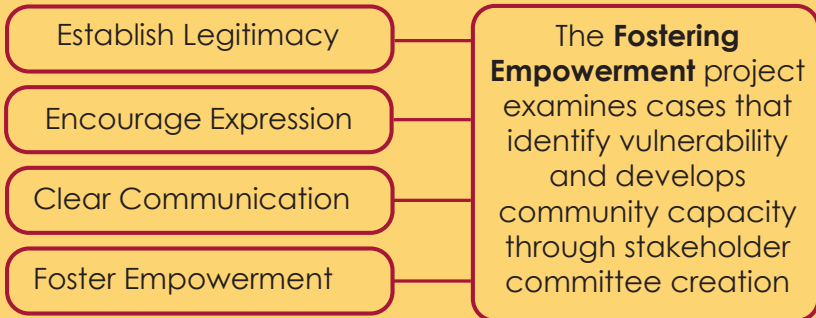 Establish Legitimacy
Encourage Expression
Clear Communication
Foster Empowerment
The Fostering
Empowerment project
examines cases that
identify vulnerability
and develops
community capacity
through stakeholder
committee creation